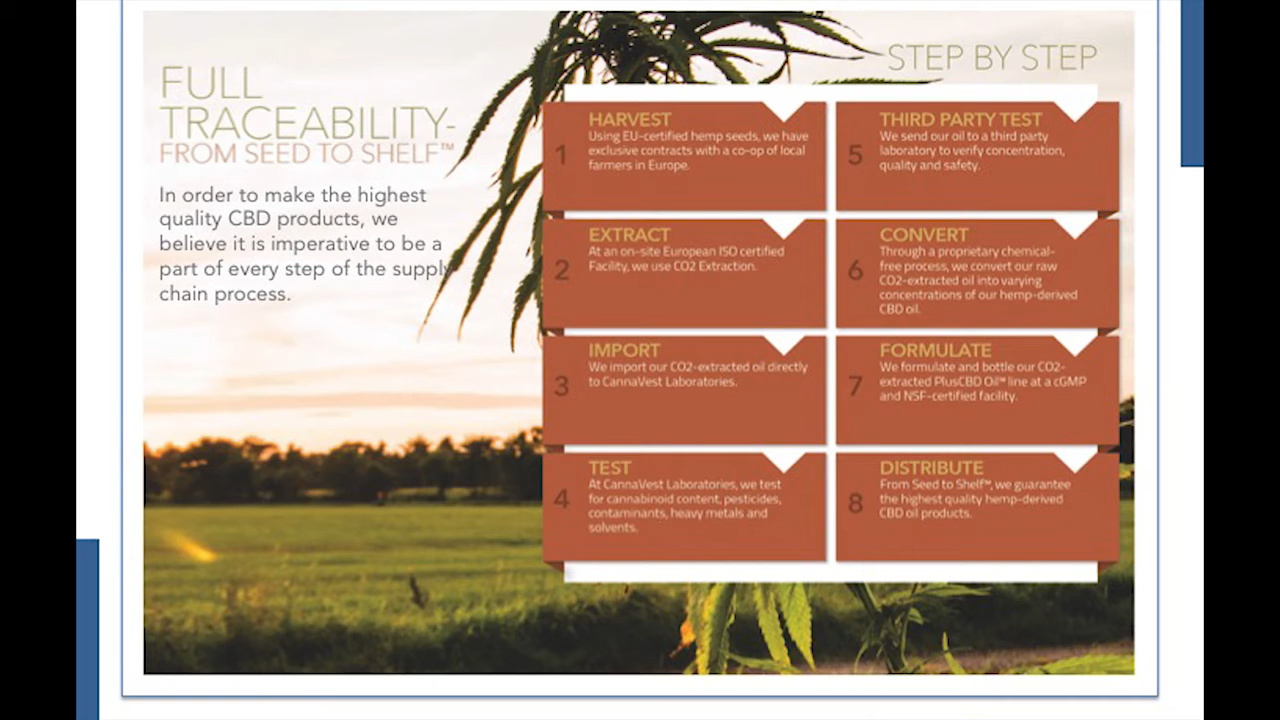 FULL
TRACEABILITY-
FROM SEED TO SHELF™
In order to make the highest
quality CBD products, we
believe it is imperative to be a
part of every step of the supply
chain process.
STEP BY STEP
1
HARVEST
Using EU-certified hemp seeds, we have
exclusive contracts with a co-op of local
farmers in Europe.
2
EXTRACT
At an on-site European ISO certified
Facility, we use CO2 Extraction.
3
IMPORT
We import our CO2-extracted oil directly
to CannaVest Laboratories.
4
TEST
At CannaVest Laboratories, we test
for cannabinoid content, pesticides,
contaminants, heavy metals and
solvents.
5
THIRD PARTY TEST
We send our oil to a third party
laboratory to verify concentration,
quality and safety.
6
CONVERT
Through a proprietary chemical-
free process, we convert our raw
CO2-extracted oil into varying
concentrations of our hemp-derived
CBD oil.
7
FORMULATE
We formulate and bottle our CO2-
extracted PlusCBD Oil™ line at a cGMP
and NSF-certified facility.
8
DISTRIBUTE
From Seed to Shelf™, we guarantee
the highest quality hemp-derived
CBD oil products.